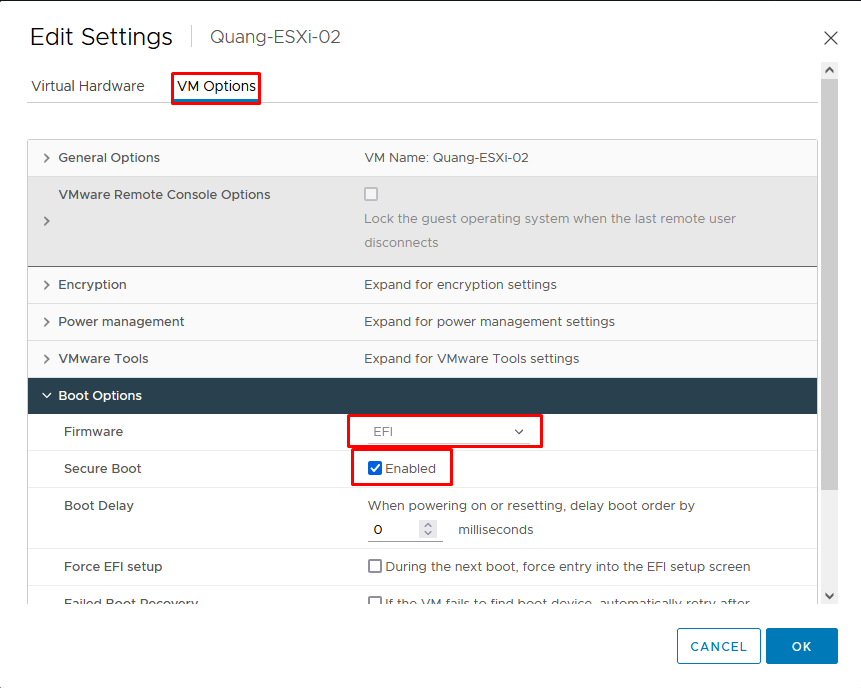 Edit Settings Quang-ESXi-02
Virtual Hardware VM Options
General Options VM Name: Quang-ESXi-02
VMware Remote Console Options
Lock the guest operating system when the last remote user
disconnects
Encryption Expand for encryption settings
Power management Expand for power management settings
VMware Tools Expand for VMware Tools settings
Boot Options
Firmware EFI
Secure Boot Enabled
Boot Delay When powering on or resetting, delay boot order by
0 milliseconds
Force EFI setup During the next boot, force entry into the EFI setup screen
Failed Boot Recovery If the VM fails to find boot device, automatically retry after
CANCEL OK